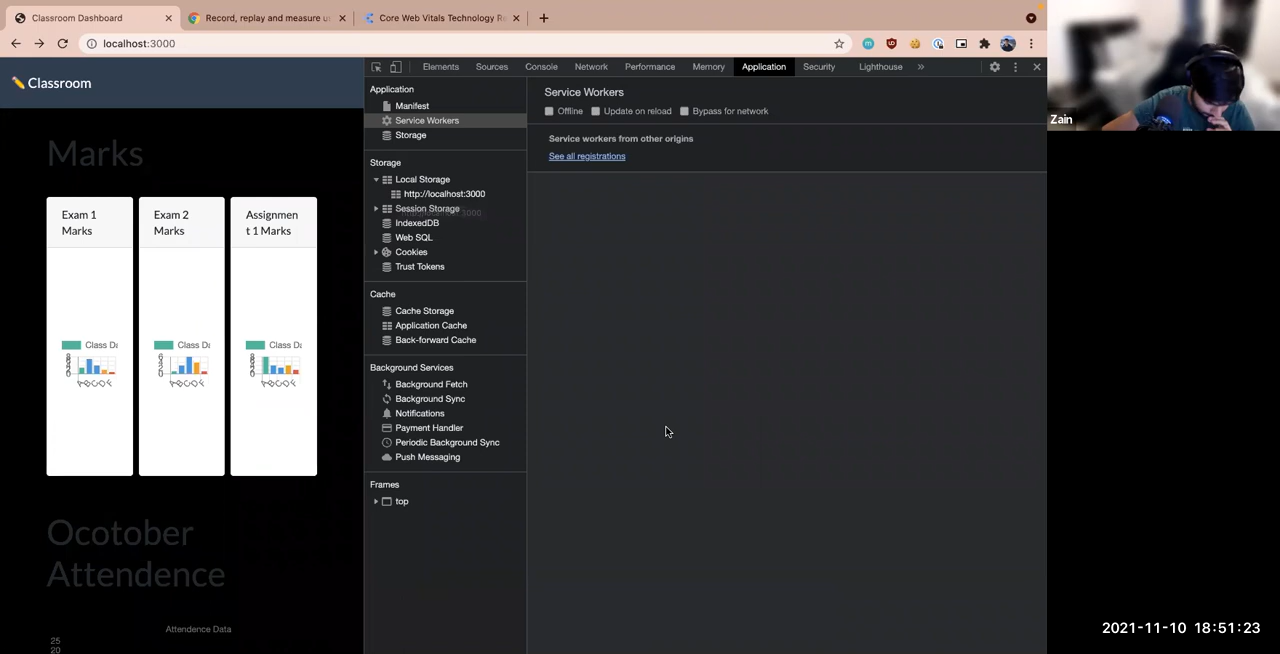 Classroom Dashboard
Record, replay and measure u
Core Web Vitals Technology Re
localhost:3000
Classroom
Marks
Exam 1
Marks
Exam 2
Marks
Assignmen
t 1 Marks
Class Da
Class Da
Class Da
A B C D F
A B C D F
A B C D F
Ocotober
Attendence
Attendence Data
25
20
Elements
Sources
Console
Network
Performance
Memory
Application
Security
Lighthouse
»
Application
Manifest
Service Workers
Storage
Storage
Local Storage
http://localhost:3000
Session Storage
http://localhost:3000
IndexedDB
Web SQL
Cookies
Trust Tokens
Cache
Cache Storage
Application Cache
Back-forward Cache
Background Services
Background Fetch
Background Sync
Notifications
Payment Handler
Periodic Background Sync
Push Messaging
Frames
top
Service Workers
Offline
Update on reload
Bypass for network
Service workers from other origins
See all registrations
Zain
2021-11-10 18:51:23